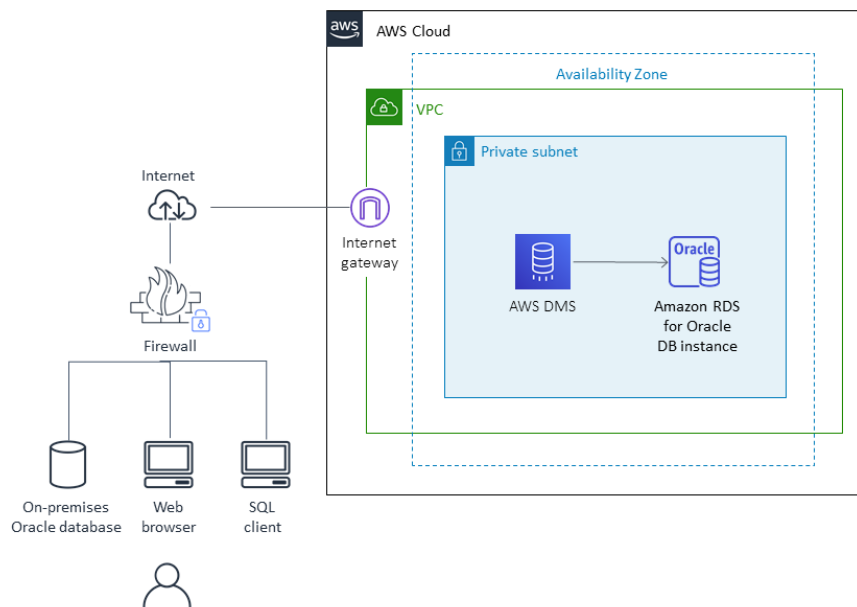 aws
AWS Cloud
Availability Zone
VPC
Private subnet
Internet
Internet
gateway
Oracle
AWS DMS
Amazon RDS
for Oracle
DB instance
Firewall
On-premises
Oracle database
Web
browser
SQL
client